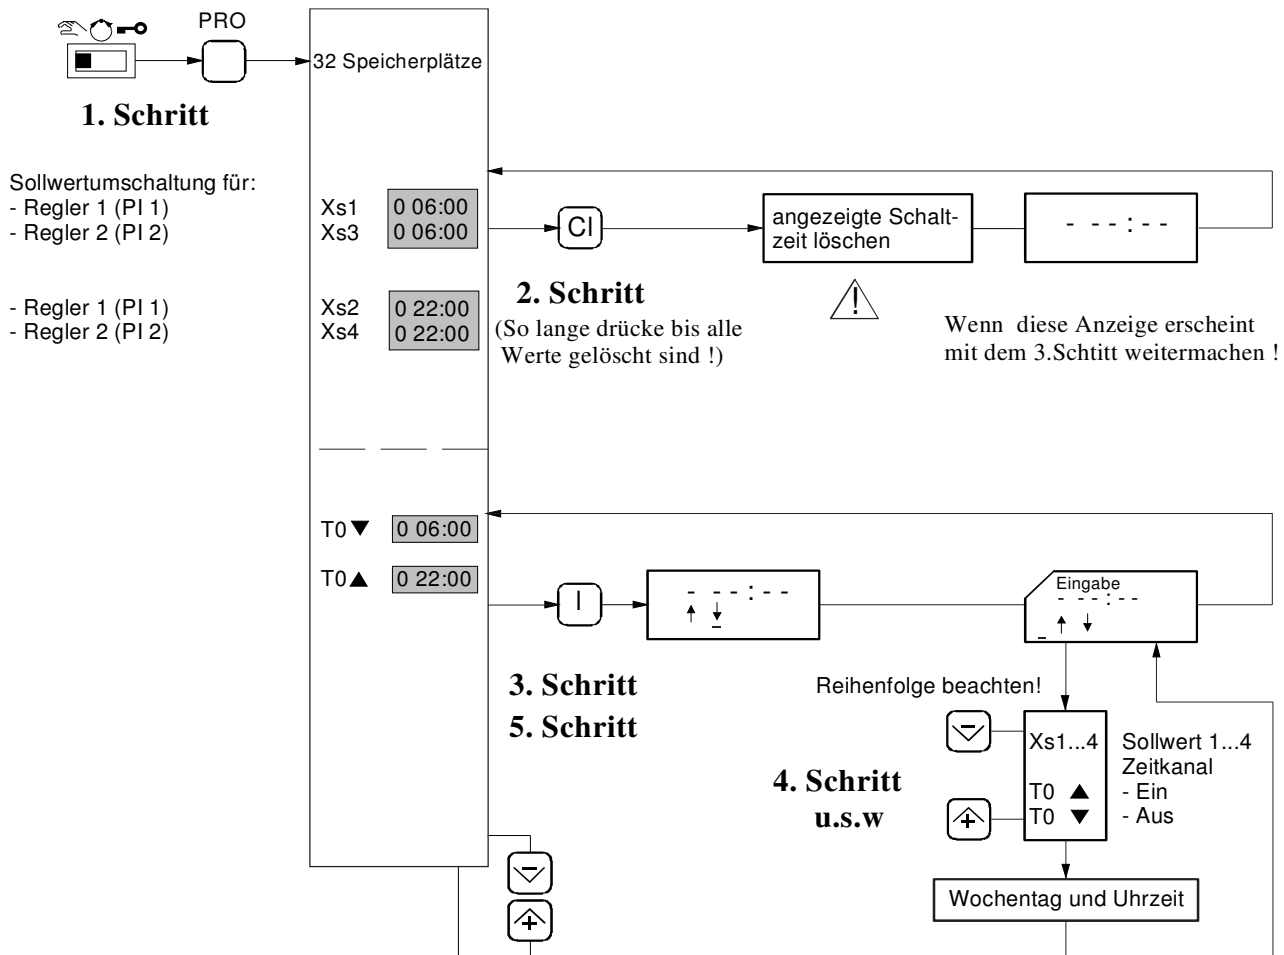 PRO
32 Speicherplätze
1. Schritt
Sollwertumschaltung für:
- Regler 1 (PI 1)
- Regler 2 (PI 2)
Xs1 0 06:00
Xs3 0 06:00
CI
angezeigte Schalt-
zeit löschen
- - - : - -
- Regler 1 (PI 1)
- Regler 2 (PI 2)
Xs2 0 22:00
Xs4 0 22:00
2. Schritt
(So lange drücke bis alle
Werte gelöscht sind !)
!
Wenn diese Anzeige erscheint
mit dem 3.Schtitt weitermachen !
T0 ▼ 0 06:00
T0 ▲ 0 22:00
I
- - - : - -
Eingabe
- - - : - -
3. Schritt
5. Schritt
Reihenfolge beachten!
4. Schritt
u.s.w
Xs1...4
T0 ▲
T0 ▼
Sollwert 1...4
Zeitkanal
- Ein
- Aus
Wochentag und Uhrzeit